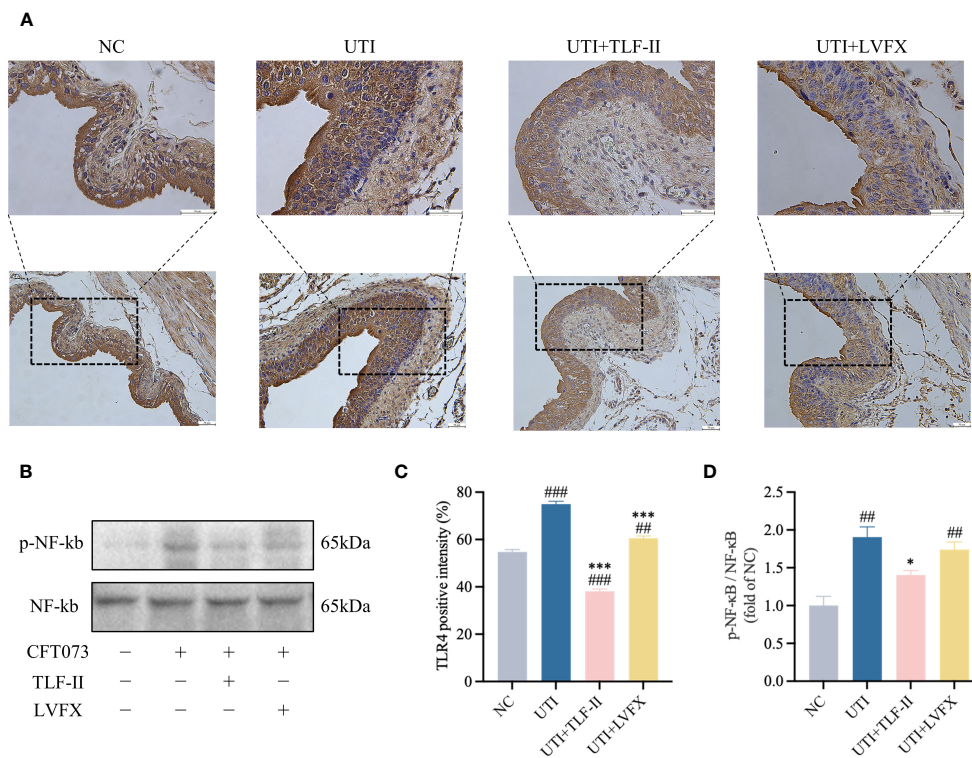 A
NC UTI UTI+TLF-II UTI+LVFX
B
p-NF-kb 65kDa
NF-kb 65kDa
CFT073 − + + +
TLF-II − − + −
LVFX − − − +
C
TLR4 positive intensity (%)
80
60
40
20
0
###
***
###
***
##
NC UTI UTI+TLF-II UTI+LVFX
D
p-NF-κB / NF-κB
(fold of NC)
2.5
2.0
1.5
1.0
0.5
0.0
##
*
##
NC UTI UTI+TLF-II UTI+LVFX